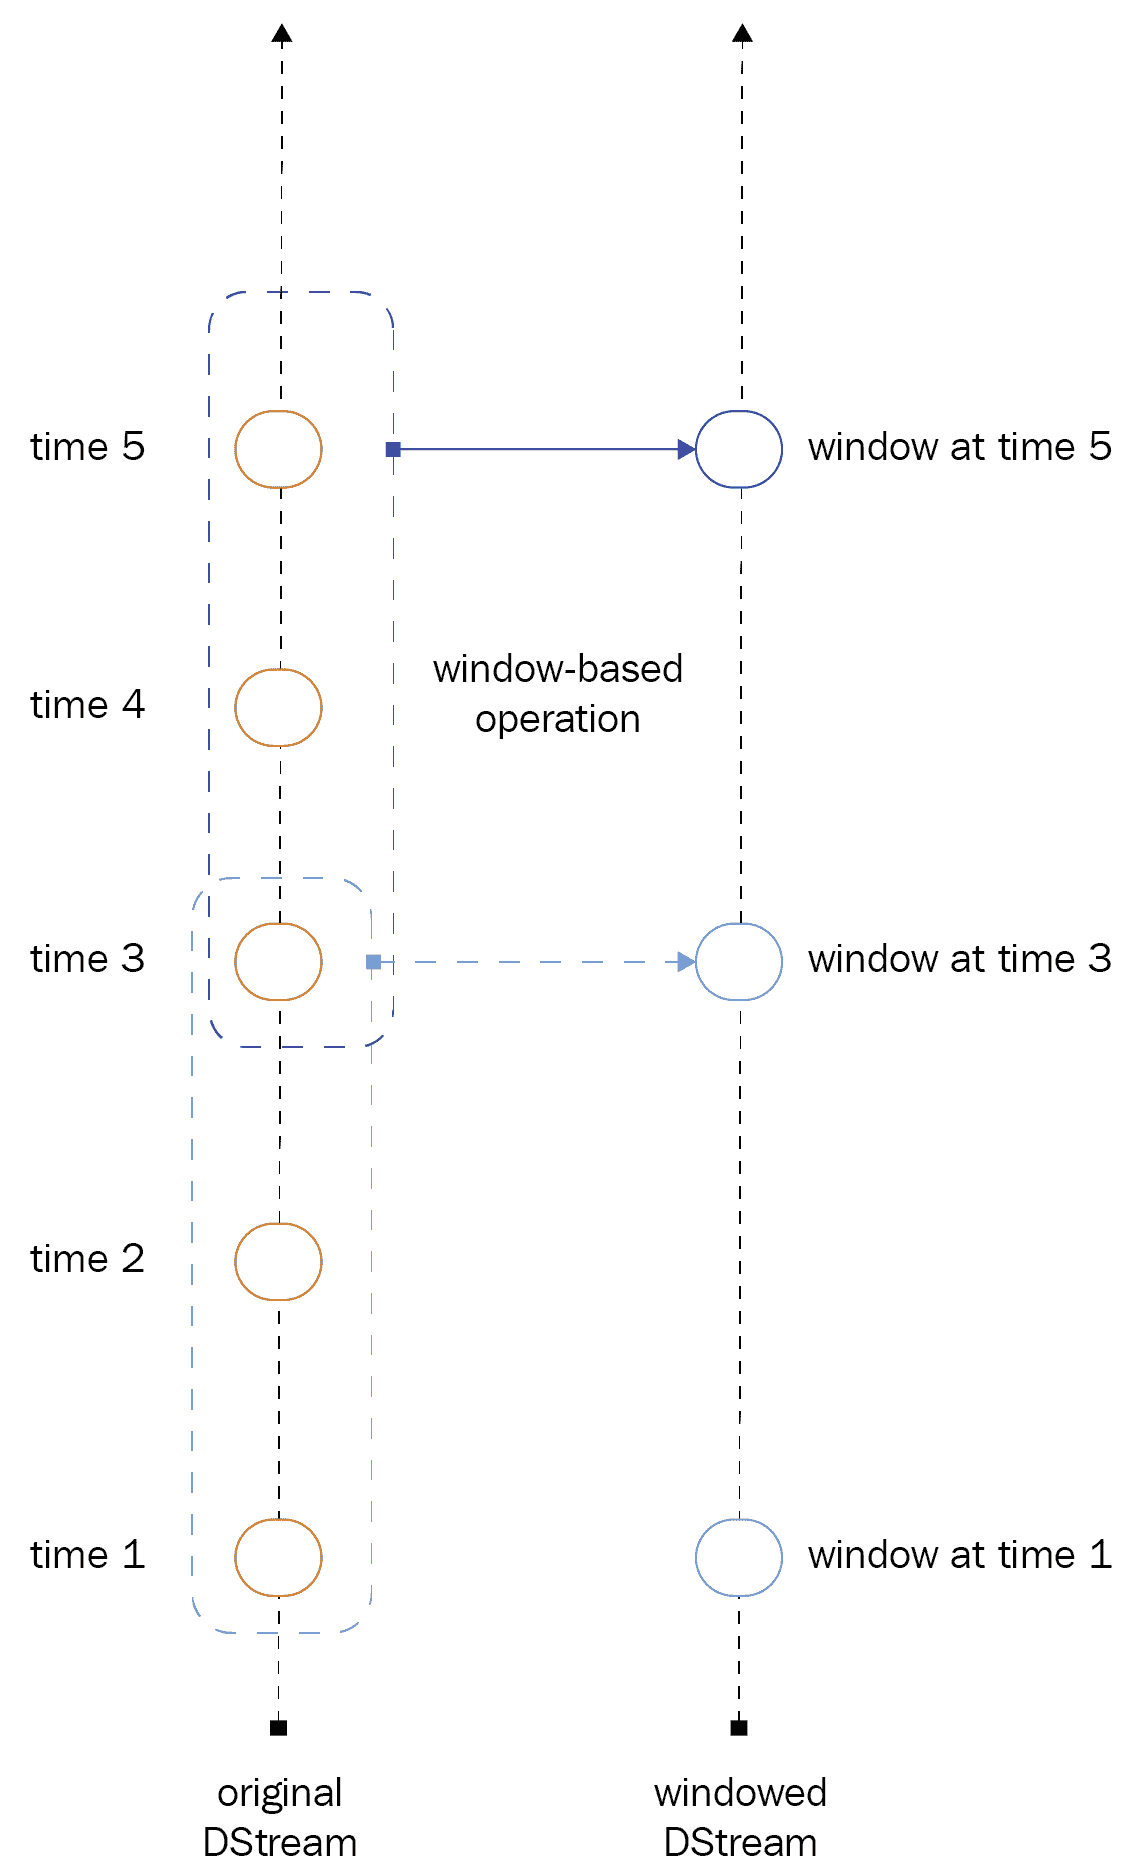 time 5
window at time 5
window-based
operation
time 4
time 3
window at time 3
time 2
time 1
window at time 1
original
DStream
windowed
DStream